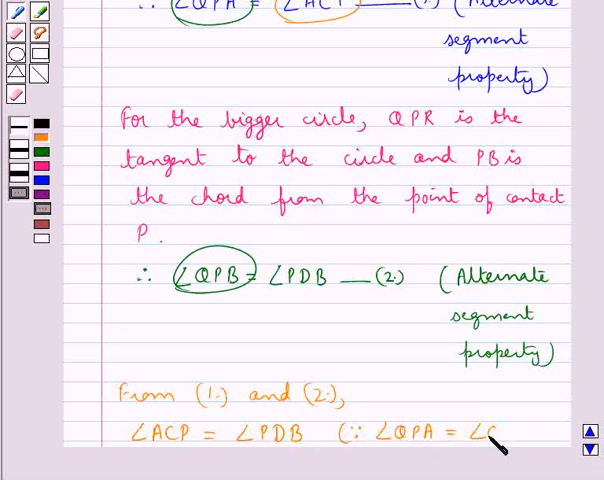 ∴ ∠QPA = ∠ACP ——(1.) (Alternate
segment
property)
For the bigger circle, QPR is the
tangent to the circle and PB is
the chord from the point of contact
P.
∴ ∠QPB = ∠PDB —(2.) (Alternate
segment
property)
From (1.) and (2.),
∠ACP = ∠PDB (∵ ∠QPA = ∠